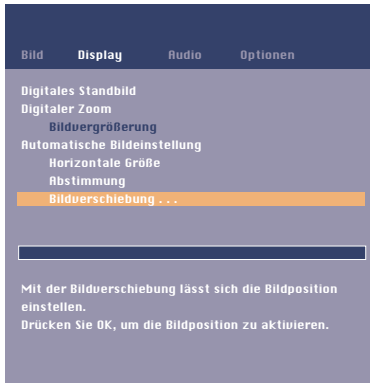 Bild Display Audio Optionen
Digitales Standbild
Digitaler Zoom
Bildvergrößerung
Automatische Bildeinstellung
Horizontale Größe
Abstimmung
Bildverschiebung . . .
Mit der Bildverschiebung lässt sich die Bildposition
einstellen.
Drücken Sie OK, um die Bildposition zu aktivieren.